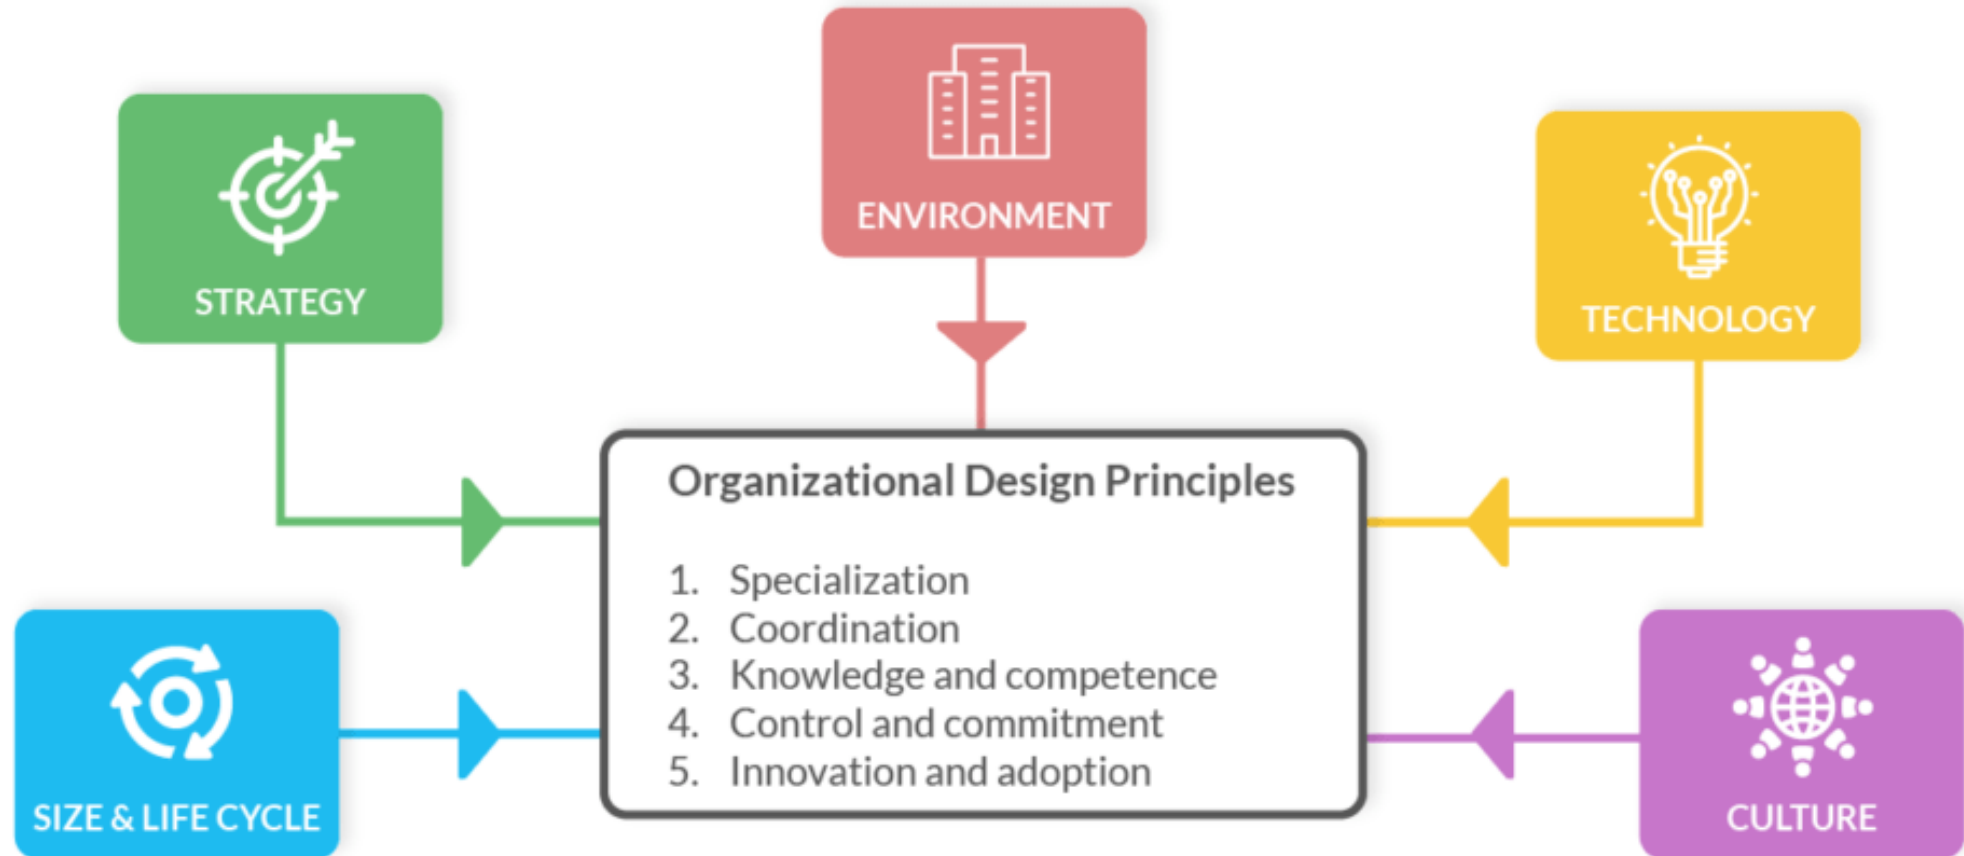 ENVIRONMENT
STRATEGY
TECHNOLOGY
Organizational Design Principles
1. Specialization
2. Coordination
3. Knowledge and competence
4. Control and commitment
5. Innovation and adoption
SIZE & LIFE CYCLE
CULTURE